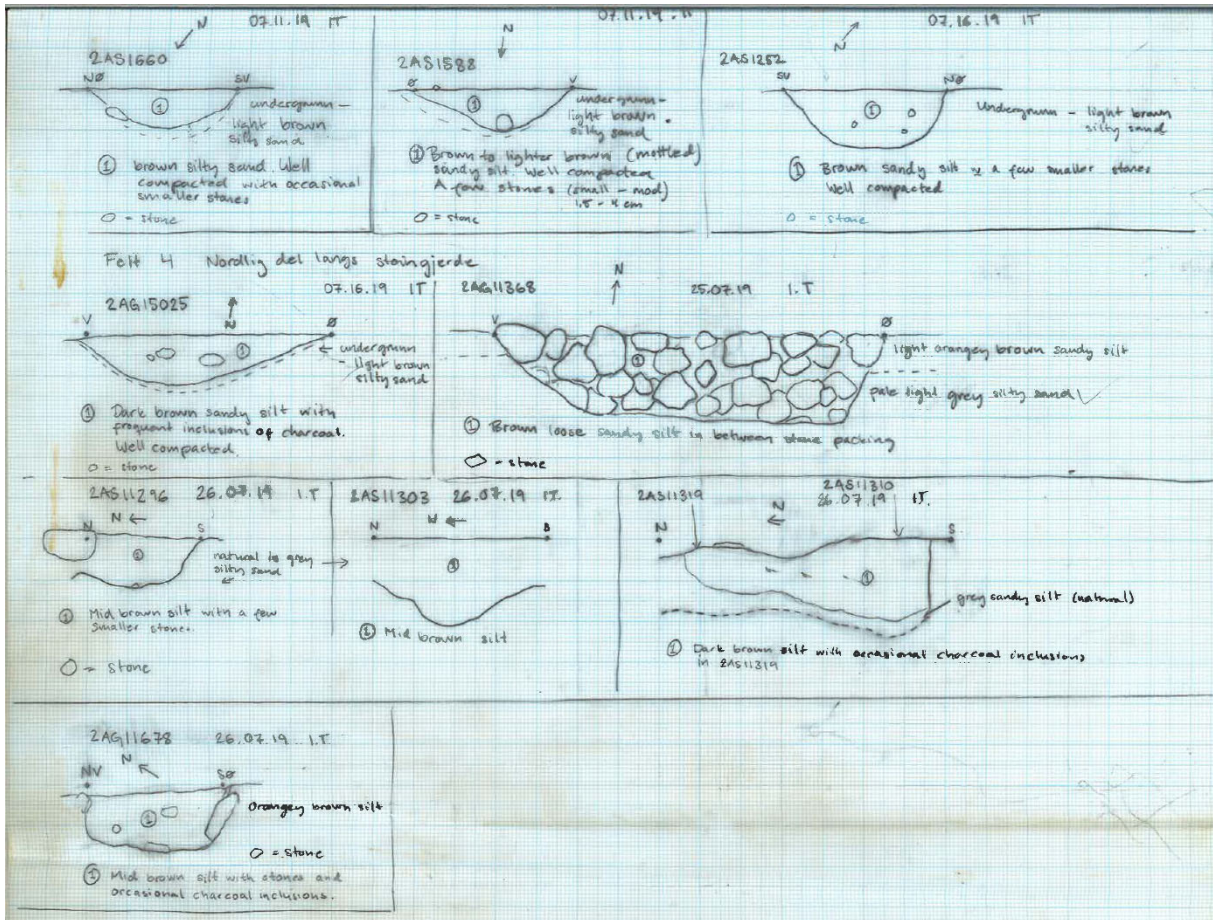 07.11.19 IT
N
2AS1660
NØ
SV
①
undergrunn –
light brown
silty sand
① brown silty sand. Well
compacted with occasional
smaller stones
= stone
07.11.19
N
2AS1588
Ø
V
①
undergrunn –
light brown
silty sand
① Brown to lighter brown (mottled)
sandy silt. Well compacted
A few stones (small – mod)
1,5 – 4 cm
= stone
07.16.19 IT
N
2AS1252
SV
NØ
①
Undergrunn – light brown
silty sand
① Brown sandy silt a few smaller stones
Well compacted
= stone
Felt 4 Nordlig del langs steingjerde
07.16.19 IT
2AG15025
N
V
Ø
①
undergrunn
light brown
silty sand
① Dark brown sandy silt with
frequent inclusions of charcoal.
Well compacted.
= stone
2AG11368
N
25.07.19 I.T
V
Ø
①
light orangey brown sandy silt
pale light grey silty sand
① Brown loose sandy silt in between stone packing
= stone
2AS11296 26.07.19 I.T
N
N
S
①
natural is grey
silty sand
① Mid brown silt with a few
smaller stones.
= stone
2AS11303 26.07.19 IT.
N
N
S
①
① Mid brown silt
2AS11319
2AS11310
26.07.19 IT.
N
N
S
①
grey sandy silt (natural)
① Dark brown silt with occasional charcoal inclusions
in 2AS11319
2AG11678 26.07.19 I.T
N
NV
SØ
①
Orangey brown silt
= stone
① Mid brown silt with stones and
occasional charcoal inclusions.